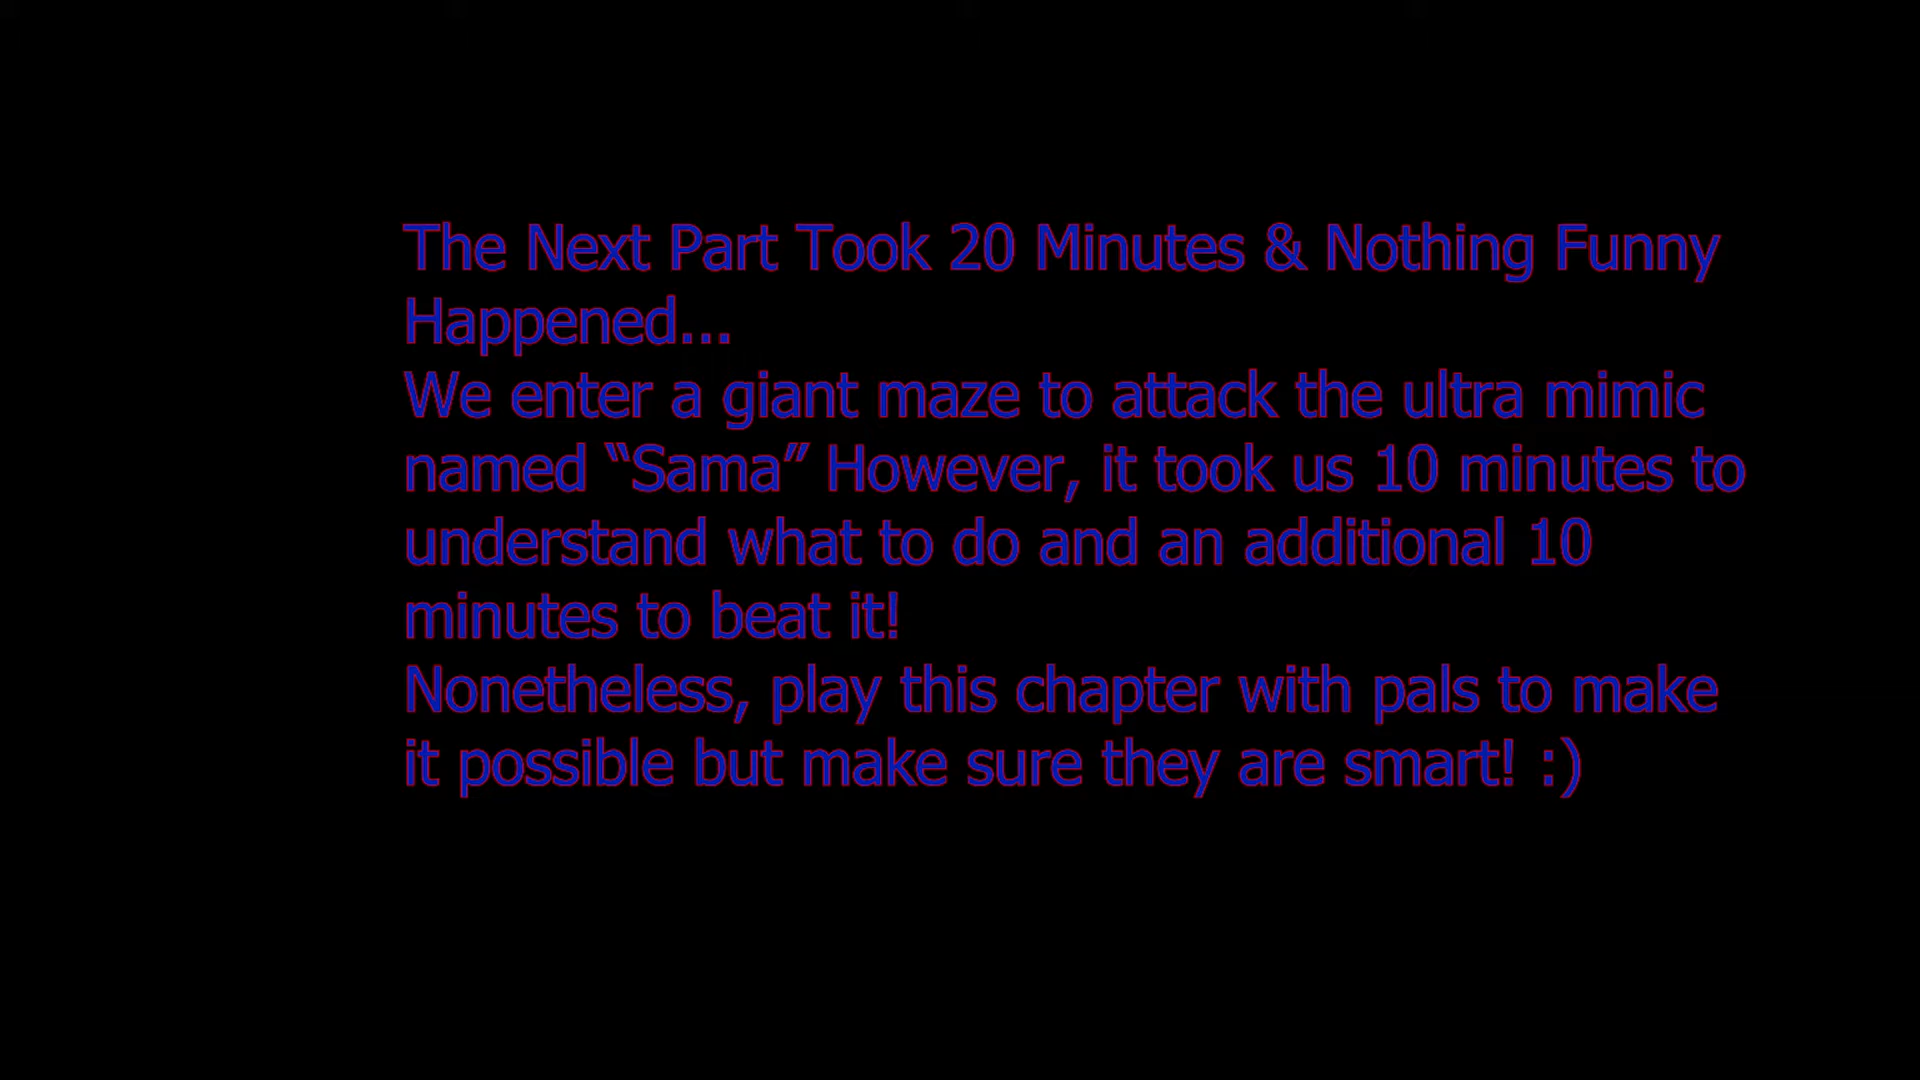 The Next Part Took 20 Minutes & Nothing Funny
Happened...
We enter a giant maze to attack the ultra mimic
named “Sama” However, it took us 10 minutes to
understand what to do and an additional 10
minutes to beat it!
Nonetheless, play this chapter with pals to make
it possible but make sure they are smart! :)